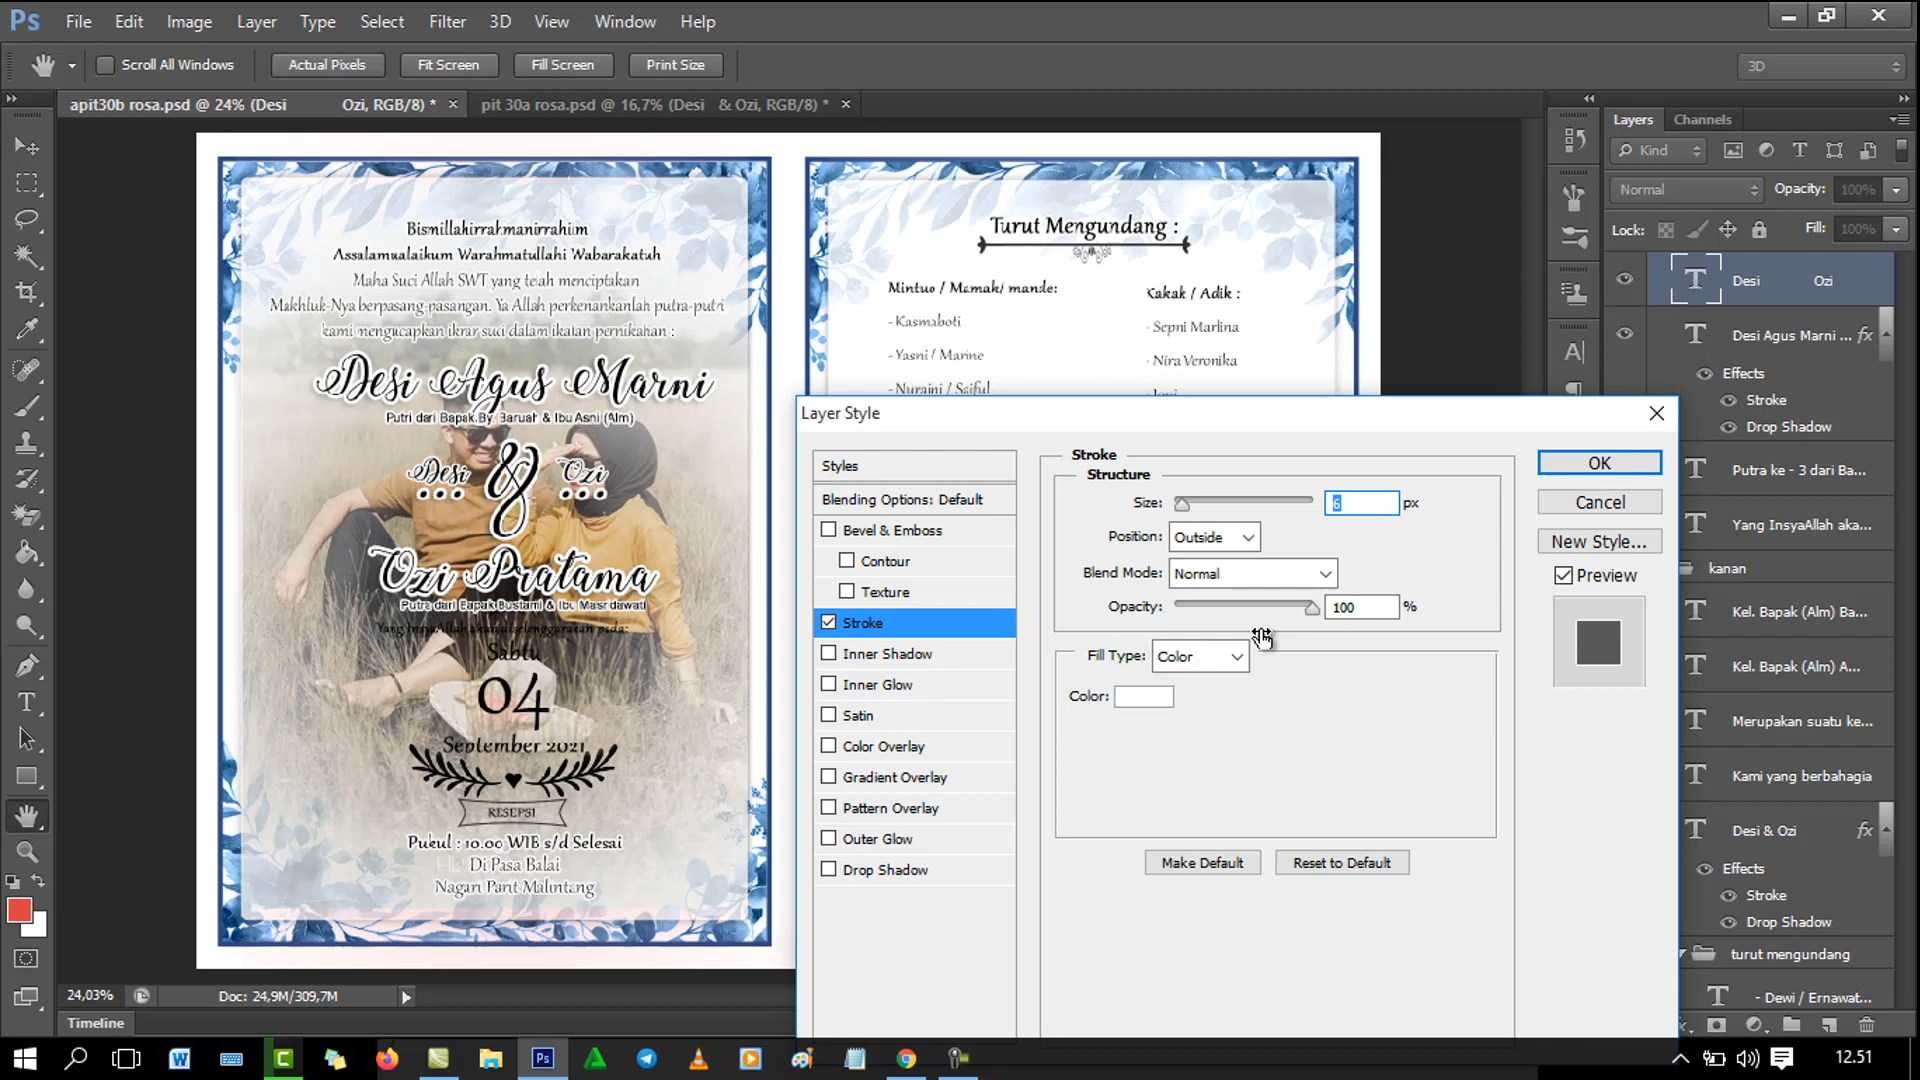 Ps File Edit Image Layer Type Select Filter 3D View Window Help
Scroll All Windows Actual Pixels Fit Screen Fill Screen Print Size 3D
apit30b rosa.psd @ 24% (Desi Ozi, RGB/8) * × pit 30a rosa.psd @ 16,7% (Desi & Ozi, RGB/8) * ×
Bismillahirrahmanirrahiim
Assalamualaikum Warahmatullahi Wabarakatuh
Maha Suci Allah SWT yang telah menciptakan
Makhluk-Nya berpasang-pasangan. Ya Allah perkenankanlah putra-putri
kami mengucapkan ikrar suci dalam ikatan pernikahan :
Desi Agus Marni
Putri dari Bapak.By. Baruah & Ibu Asni (Alm)
Desi & Ozi
Ozi Pratama
Putra dari Bapak Bustami & Ibu Masridawati
Yang InsyaAllah akan diselenggarakan pada:
Sabtu
04
September 2021
RESEPSI
Pukul : 10.00 WIB s/d Selesai
Di Pasa Balai
Nagari Parit Malintang
Turut Mengundang :
Mintuo / Mamak/ mande:
- Kasmaboti
- Yasni / Marine
- Nuraini / Saiful
Kakak / Adik :
- Sepni Marlina
- Nira Veronika
Layer Style
Styles
Blending Options: Default
Bevel & Emboss
Contour
Texture
Stroke
Inner Shadow
Inner Glow
Satin
Color Overlay
Gradient Overlay
Pattern Overlay
Outer Glow
Drop Shadow
Stroke
Structure
Size: 6 px
Position: Outside
Blend Mode: Normal
Opacity: 100 %
Fill Type: Color
Color:
Make Default Reset to Default
OK
Cancel
New Style...
Preview
Layers Channels
Kind
Normal Opacity: 100%
Lock: Fill: 100%
Desi Ozi
Desi Agus Marni ... fx
Effects
Stroke
Drop Shadow
Putra ke - 3 dari Ba...
Yang InsyaAllah aka...
kanan
Kel. Bapak (Alm) Ba...
Kel. Bapak (Alm) A...
Merupakan suatu ke...
Kami yang berbahagia
Desi & Ozi fx
Effects
Stroke
Drop Shadow
turut mengundang
- Dewi / Ernawat...
24,03% Doc: 24,9M/309,7M
Timeline
12.51